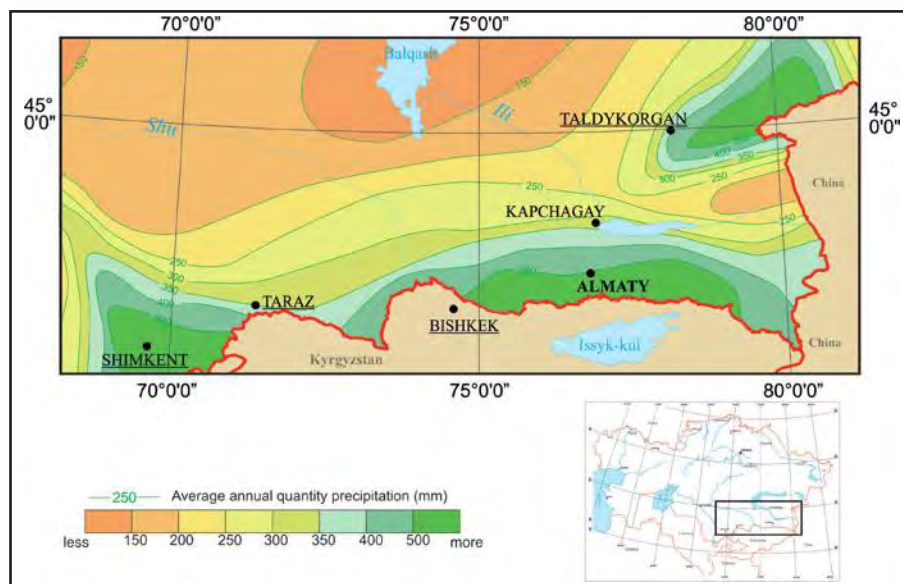 70°0'0"
75°0'0"
80°0'0"
150
Balqash
150
45°
0'0"
Shu
Ili
TALDYKORGAN
45°
0'0"
400
350
300
250
China
250
KAPCHAGAY
250
250
300
350
400
TARAZ
ALMATY
SHIMKENT
BISHKEK
Kyrgyzstan
Issyk-kul
China
70°0'0"
75°0'0"
80°0'0"
250 Average annual quantity precipitation (mm)
less 150 200 250 300 350 400 500 more